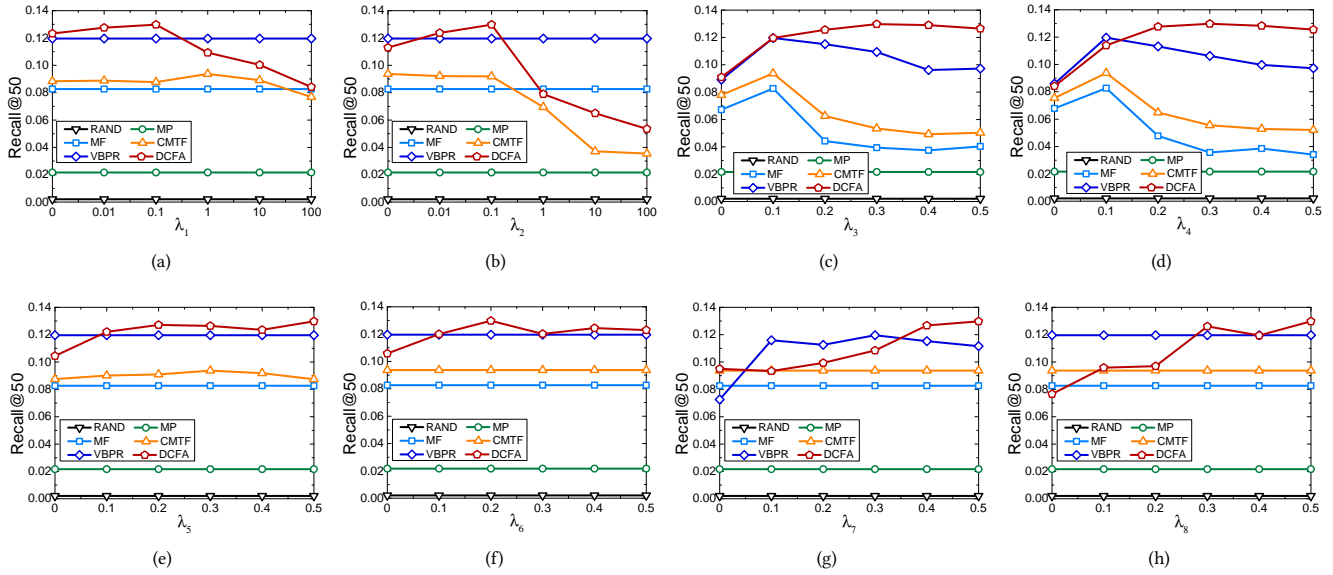 0.14
0.12
0.10
0.08
0.06
0.04
0.02
0.00
Recall@50
RAND MP
MF CMTF
VBPR DCFA
0 0.01 0.1 1 10 100
λ1
(a)
0.14
0.12
0.10
0.08
0.06
0.04
0.02
0.00
Recall@50
RAND MP
MF CMTF
VBPR DCFA
0 0.01 0.1 1 10 100
λ2
(b)
0.14
0.12
0.10
0.08
0.06
0.04
0.02
0.00
Recall@50
RAND MP
MF CMTF
VBPR DCFA
0 0.1 0.2 0.3 0.4 0.5
λ3
(c)
0.14
0.12
0.10
0.08
0.06
0.04
0.02
0.00
Recall@50
RAND MP
MF CMTF
VBPR DCFA
0 0.1 0.2 0.3 0.4 0.5
λ4
(d)
0.14
0.12
0.10
0.08
0.06
0.04
0.02
0.00
Recall@50
RAND MP
MF CMTF
VBPR DCFA
0 0.1 0.2 0.3 0.4 0.5
λ5
(e)
0.14
0.12
0.10
0.08
0.06
0.04
0.02
0.00
Recall@50
RAND MP
MF CMTF
VBPR DCFA
0 0.1 0.2 0.3 0.4 0.5
λ6
(f)
0.14
0.12
0.10
0.08
0.06
0.04
0.02
0.00
Recall@50
RAND MP
MF CMTF
VBPR DCFA
0 0.1 0.2 0.3 0.4 0.5
λ7
(g)
0.14
0.12
0.10
0.08
0.06
0.04
0.02
0.00
Recall@50
RAND MP
MF CMTF
VBPR DCFA
0 0.1 0.2 0.3 0.4 0.5
λ8
(h)